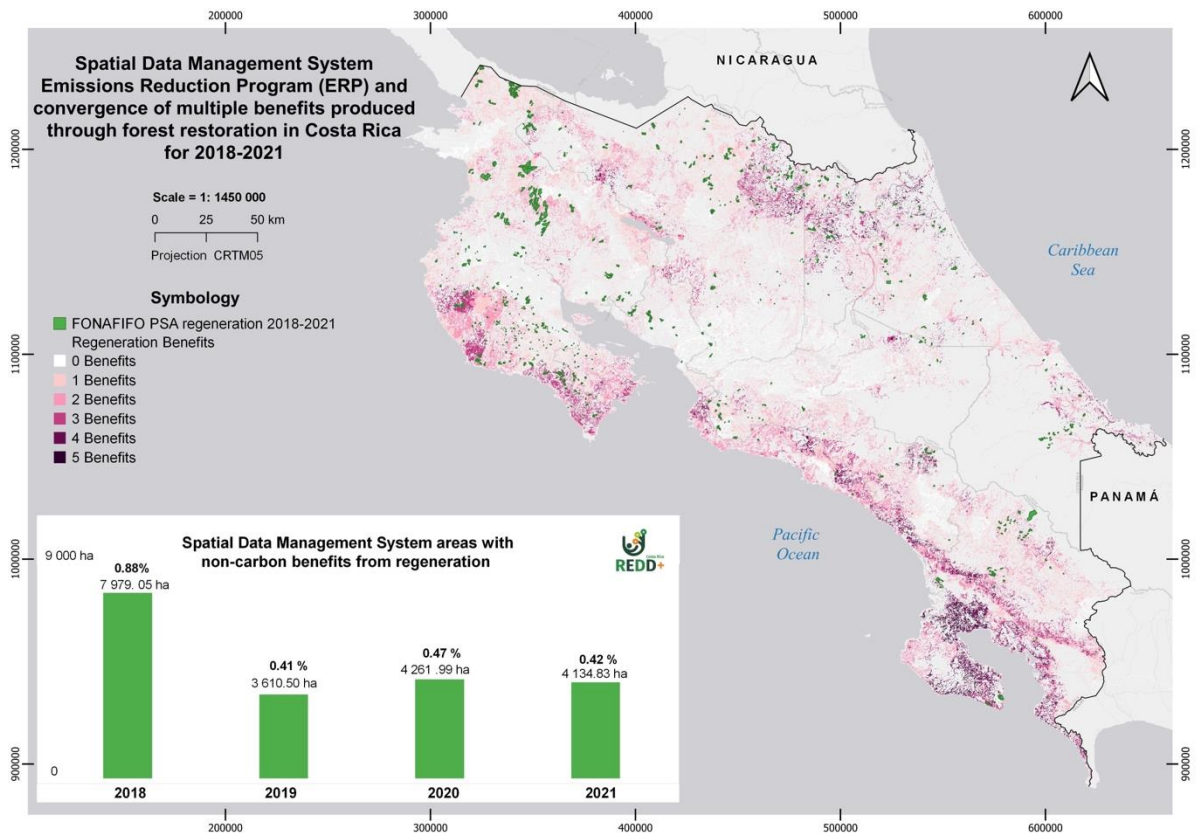 200000
300000
400000
500000
600000
Spatial Data Management System
Emissions Reduction Program (ERP) and
convergence of multiple benefits produced
through forest restoration in Costa Rica
for 2018-2021
NICARAGUA
1200000
1200000
Scale = 1: 1450 000
0 25 50 km
Projection CRTM05
Caribbean
Sea
Symbology
FONAFIFO PSA regeneration 2018-2021
Regeneration Benefits
0 Benefits
1 Benefits
2 Benefits
3 Benefits
4 Benefits
5 Benefits
1100000
1100000
PANAMÁ
Pacific
Ocean
1000000
1000000
Spatial Data Management System areas with
non-carbon benefits from regeneration
Costa Rica
REDD+
9 000 ha
0.88%
7 979. 05 ha
0.41 %
3 610.50 ha
0.47 %
4 261 .99 ha
0.42 %
4 134.83 ha
0
2018
2019
2020
2021
900000
900000
200000
300000
400000
500000
600000